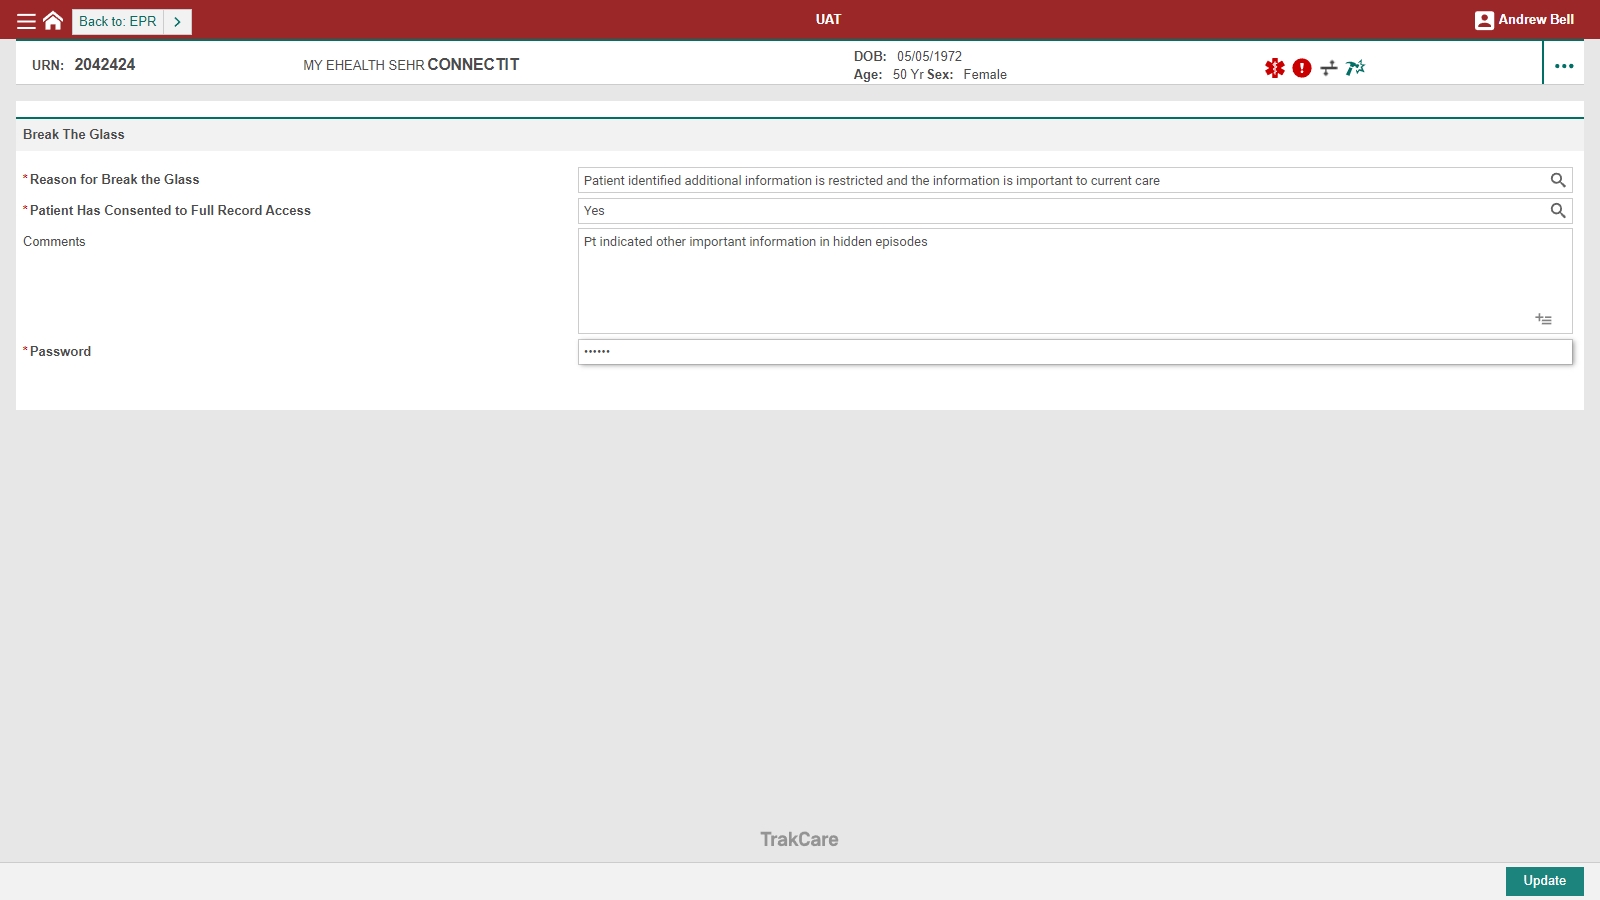 Back to: EPR
UAT
Andrew Bell
URN: 2042424
MY EHEALTH SEHR CONNECTIT
DOB: 05/05/1972
Age: 50 Yr Sex: Female
Break The Glass
*Reason for Break the Glass
Patient identified additional information is restricted and the information is important to current care
*Patient Has Consented to Full Record Access
Yes
Comments
Pt indicated other important information in hidden episodes
*Password
••••••
TrakCare
Update